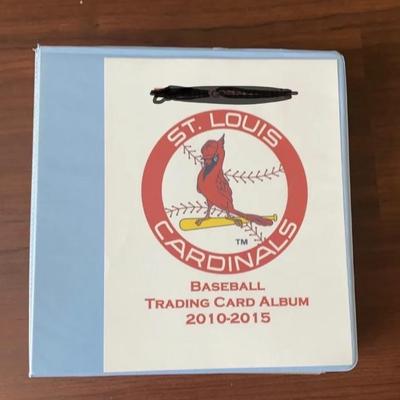 ST. LOUIS
CARDINALS
TM
BASEBALL
TRADING CARD ALBUM
2010-2015